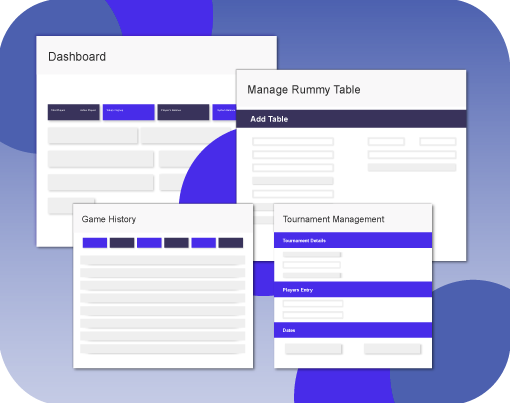 Dashboard
Manage Rummy Table
Add Table
Game History
Tournament Management
Tournament Details
Players Entry
Dates